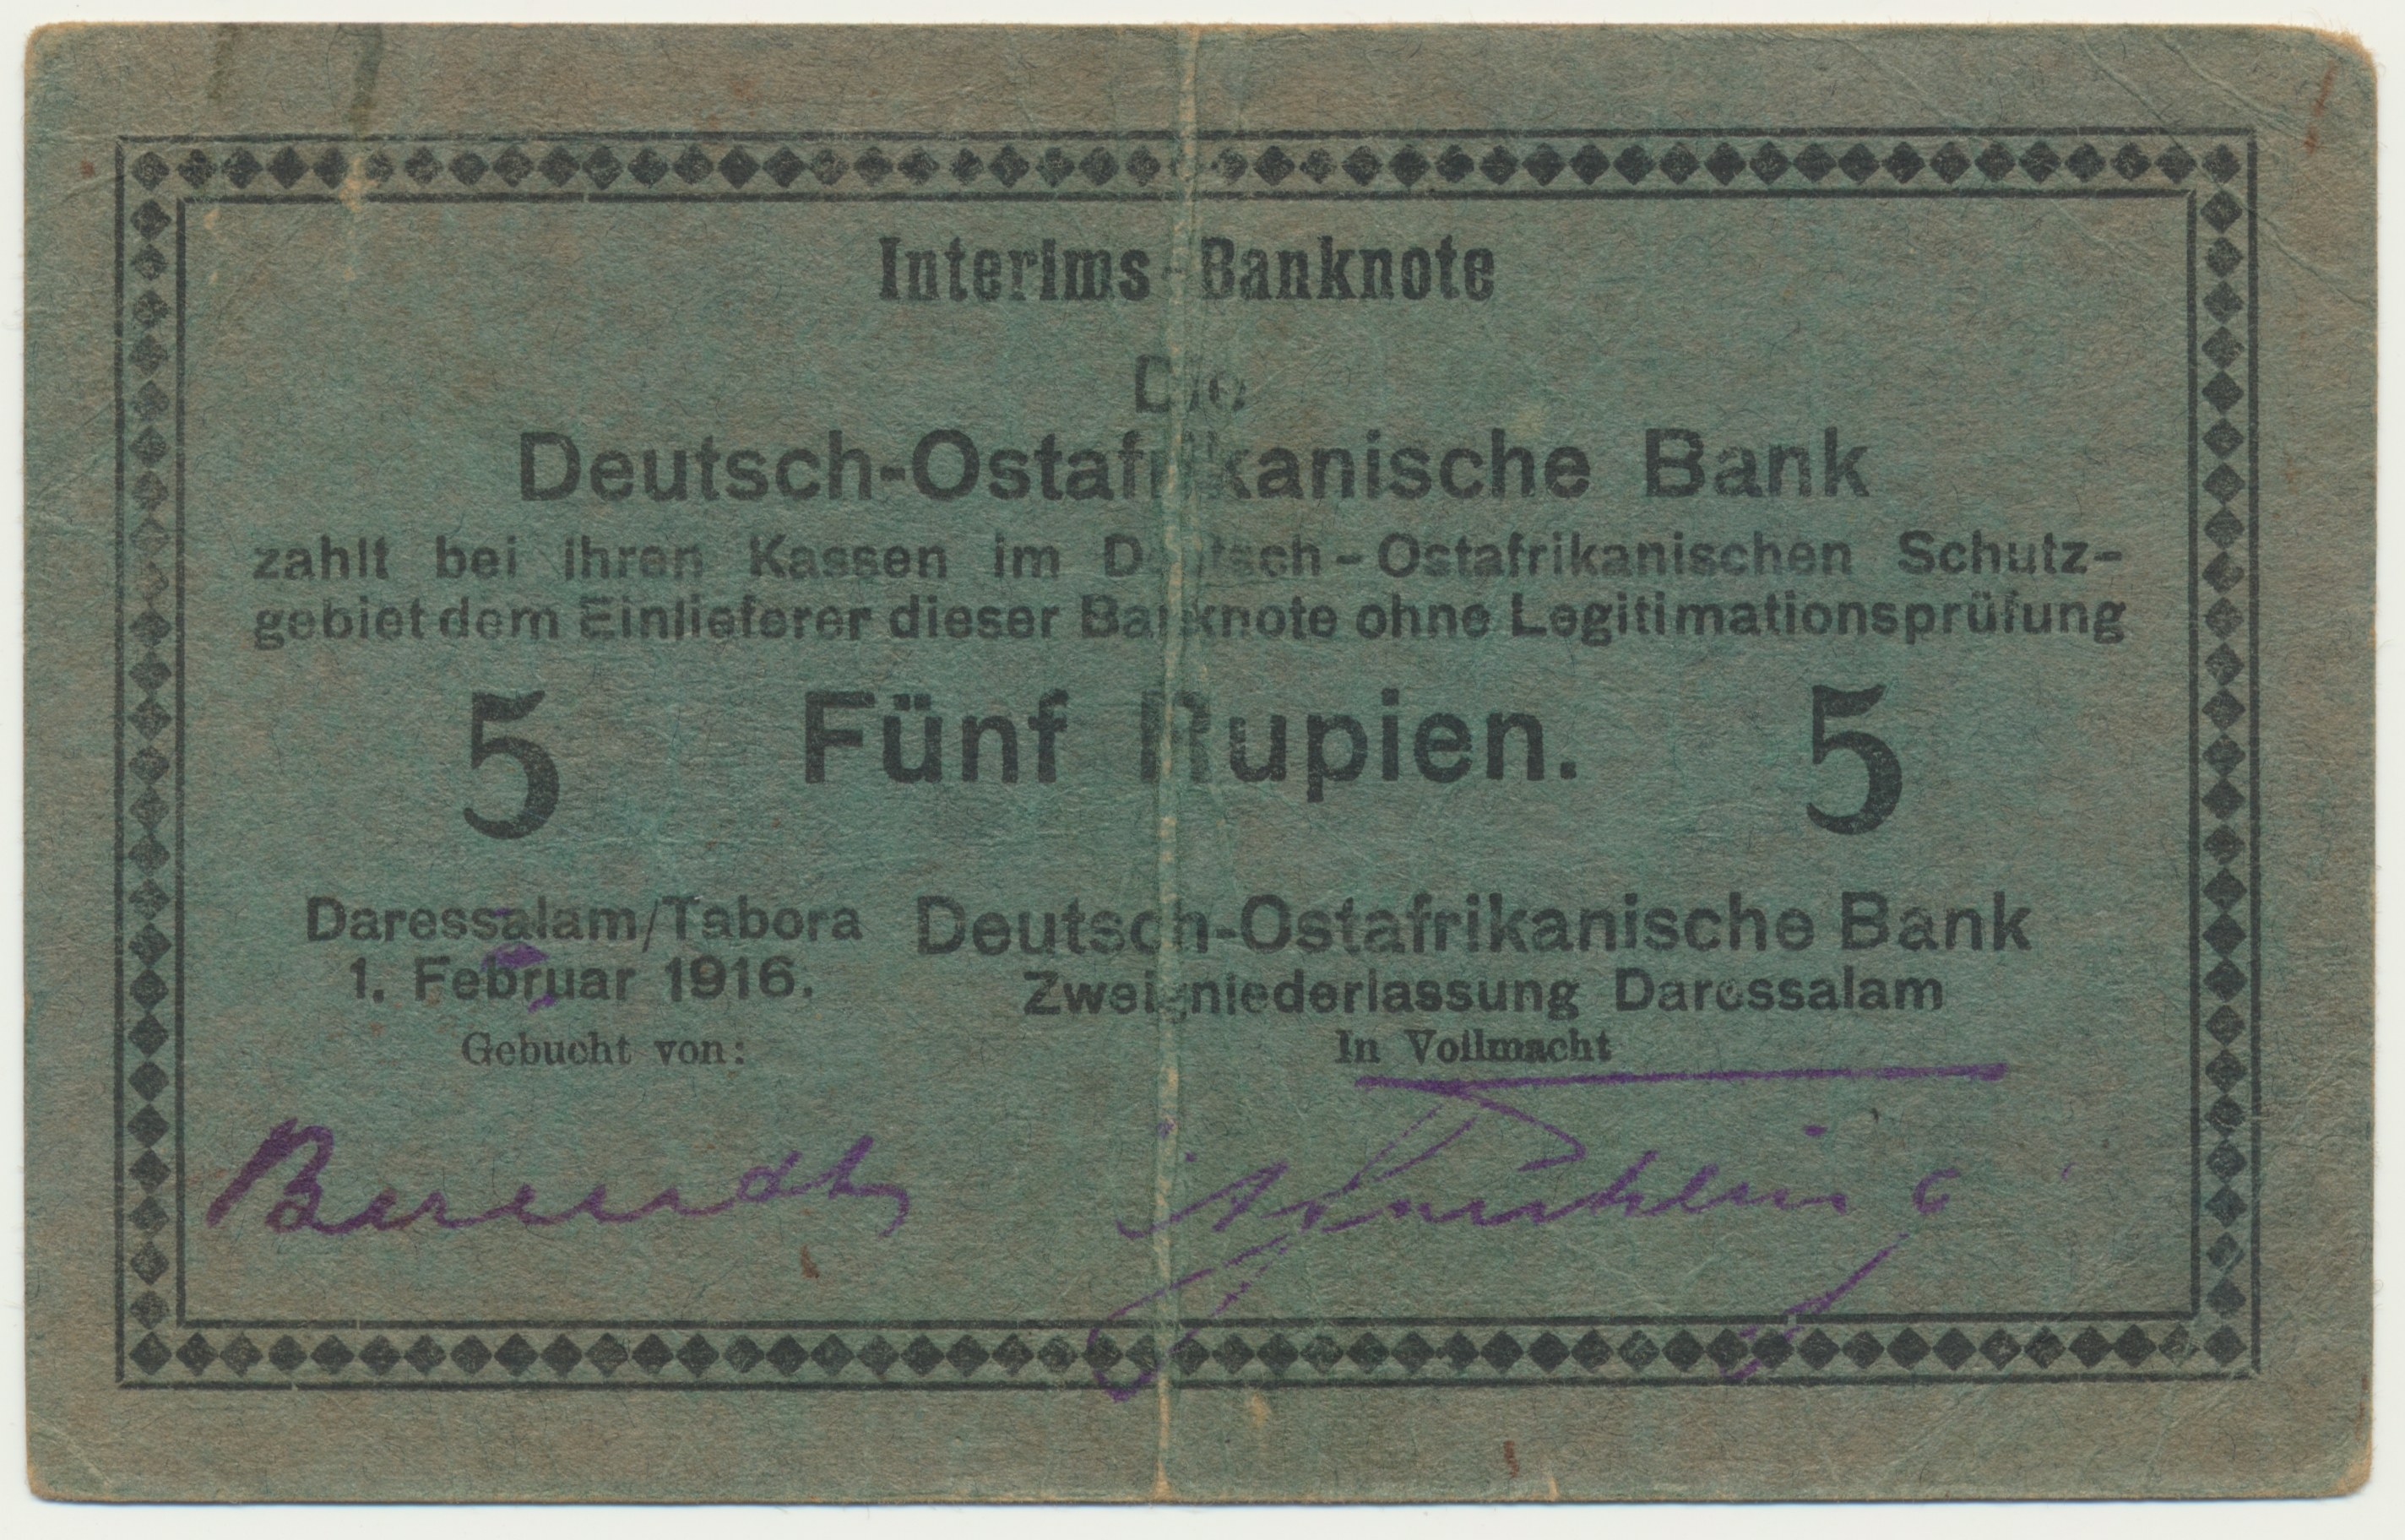 Interims-Banknote
Die
Deutsch-Ostafrikanische Bank
zahlt bei ihren Kassen im Deutsch-Ostafrikanischen Schutz-
gebiet dem Einlieferer dieser Banknote ohne Legitimationsprüfung
5 Fünf Rupien. 5
Daressalam/Tabora
1. Februar 1916.
Gebucht von:
Berendt
Deutsch-Ostafrikanische Bank
Zweigniederlassung Daressalam
In Vollmacht